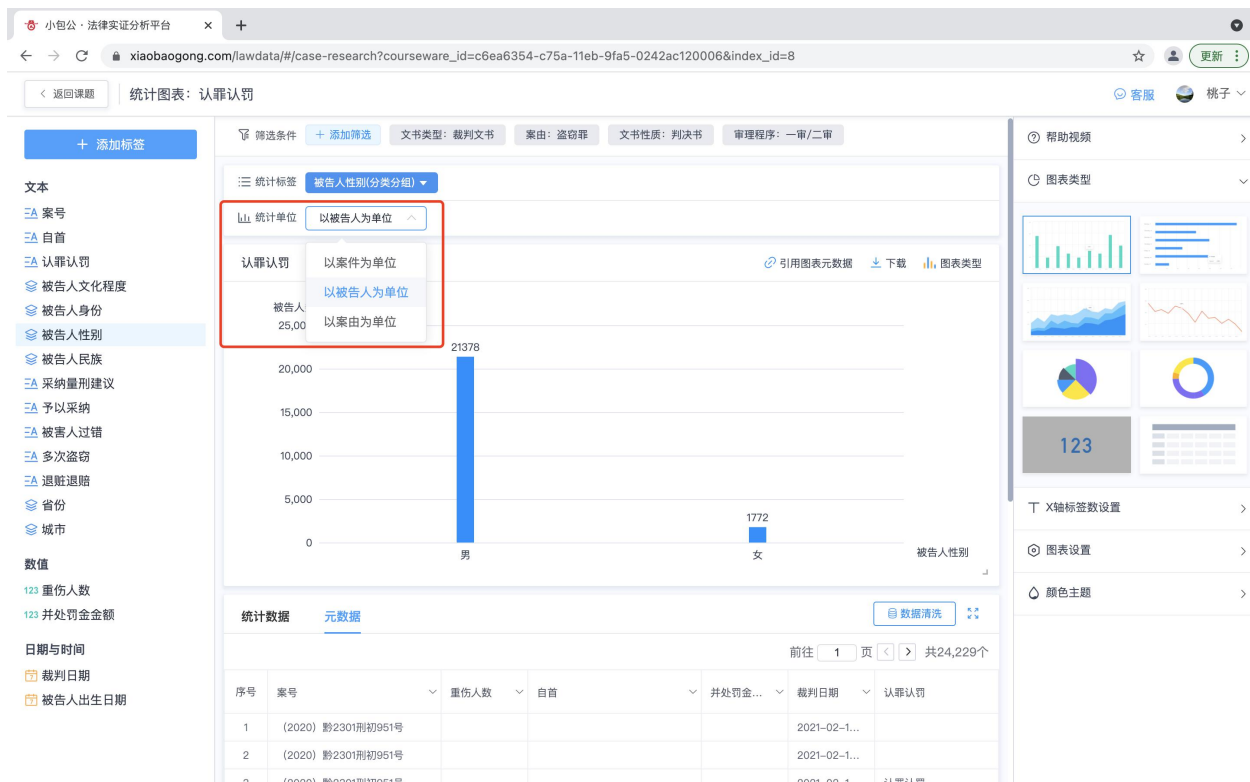 小包公·法律实证分析平台
xiaobaogong.com/lawdata/#/case-research?courseware_id=c6ea6354-c75a-11eb-9fa5-0242ac120006&index_id=8
更新
返回课题
统计图表：认罪认罚
客服
桃子
+ 添加标签
文本
案号
自首
认罪认罚
被告人文化程度
被告人身份
被告人性别
被告人民族
采纳量刑建议
予以采纳
被害人过错
多次盗窃
退赃退赔
省份
城市
数值
123 重伤人数
123 并处罚金金额
日期与时间
裁判日期
被告人出生日期
筛选条件
+ 添加筛选
文书类型：裁判文书
案由：盗窃罪
文书性质：判决书
审理程序：一审/二审
统计标签
被告人性别(分类分组)
统计单位
以被告人为单位
以案件为单位
以被告人为单位
以案由为单位
认罪认罚
引用图表元数据
下载
图表类型
被告人
25,00
20,000
15,000
10,000
5,000
0
21378
1772
男
女
被告人性别
统计数据
元数据
数据清洗
前往 1 页
共24,229个
序号 案号 重伤人数 自首 并处罚金... 裁判日期 认罪认罚
1 （2020）黔2301刑初951号 2021-02-1...
2 （2020）黔2301刑初951号 2021-02-1...
帮助视频
图表类型
123
X轴标签数设置
图表设置
颜色主题